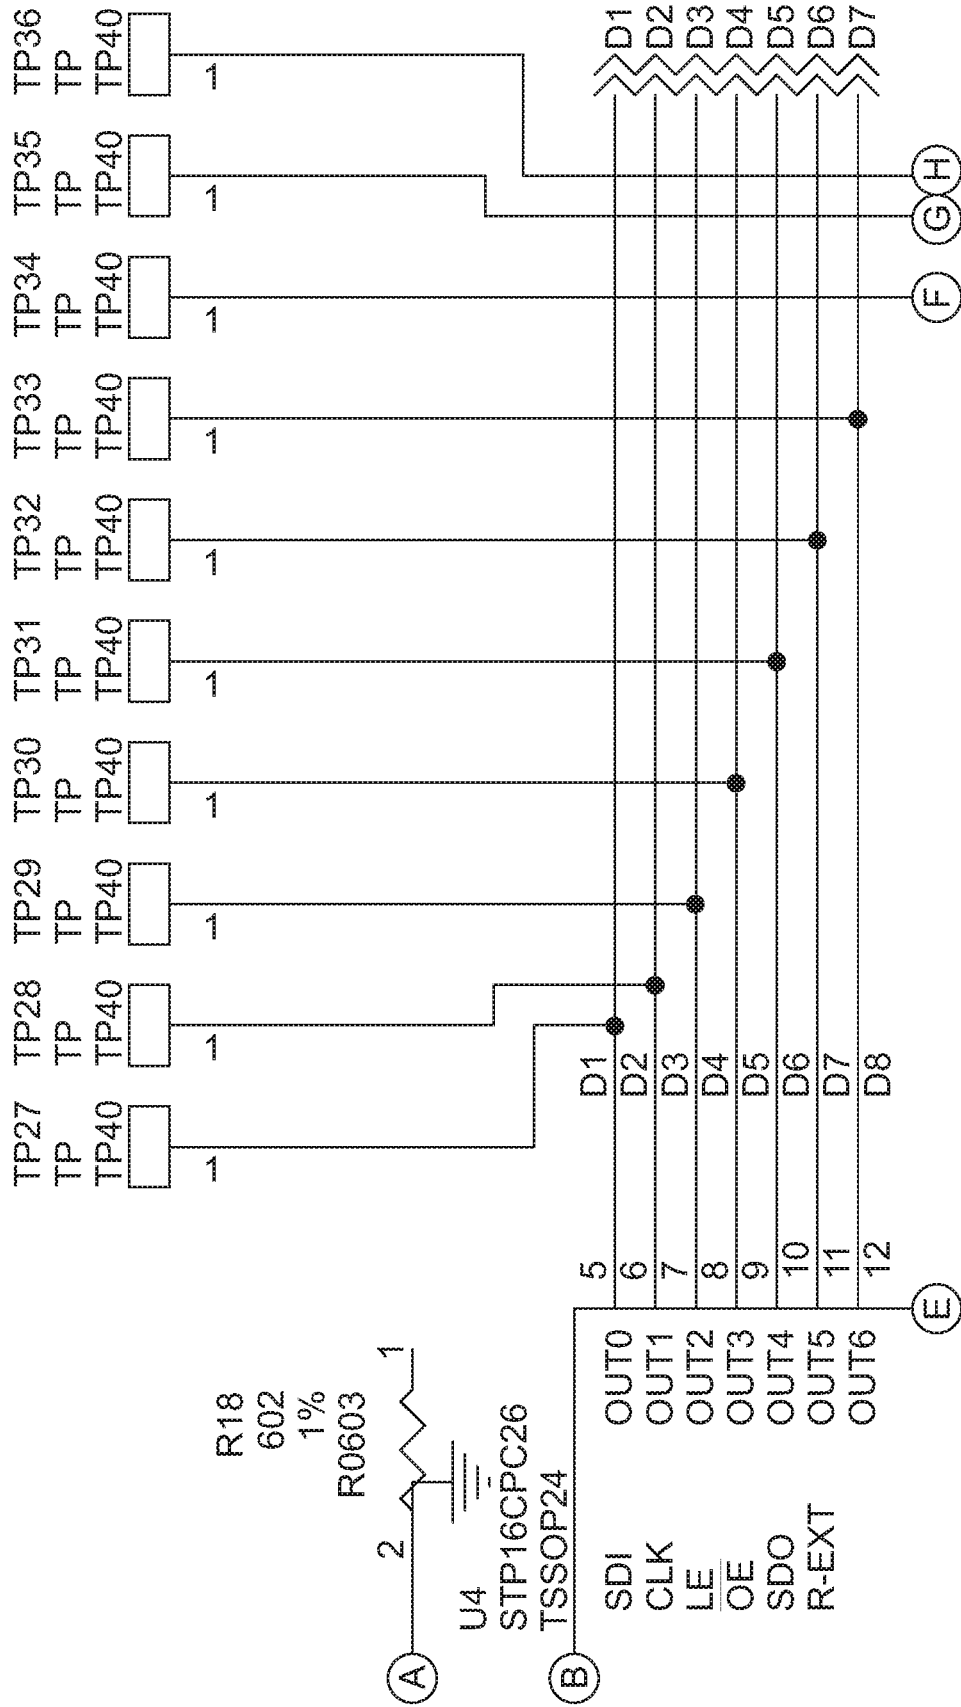 TP27
TP
TP40
1
TP28
TP
TP40
1
TP29
TP
TP40
1
TP30
TP
TP40
1
TP31
TP
TP40
1
TP32
TP
TP40
1
TP33
TP
TP40
1
TP34
TP
TP40
1
TP35
TP
TP40
1
TP36
TP
TP40
1
R18
602
1%
R0603
2
1
A
U4
STP16CPC26
TSSOP24
B
SDI
CLK
LE
OE
SDO
R-EXT
OUT0
OUT1
OUT2
OUT3
OUT4
OUT5
OUT6
5
6
7
8
9
10
11
12
D1
D2
D3
D4
D5
D6
D7
D8
D1
D2
D3
D4
D5
D6
D7
E
F
G
H